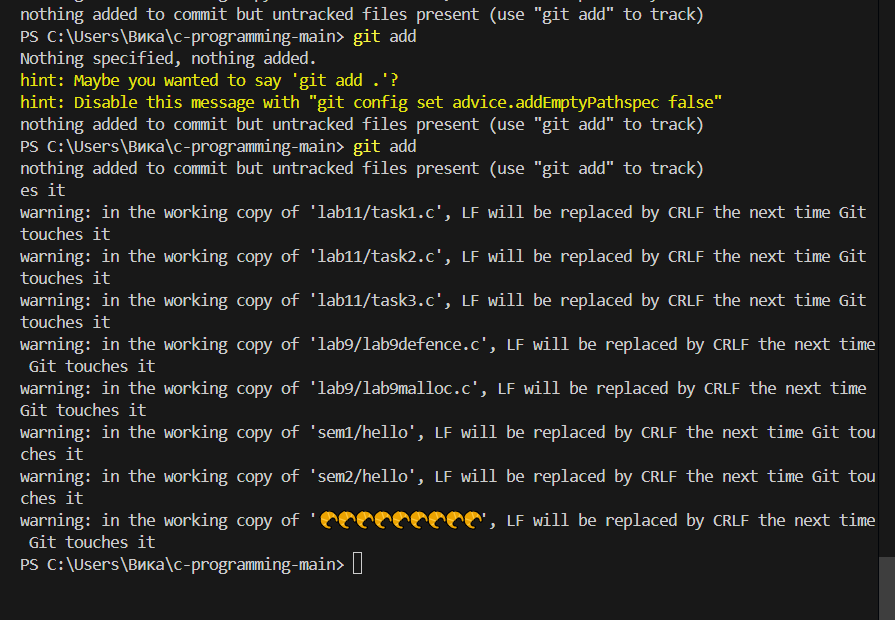 nothing added to commit but untracked files present (use "git add" to track)
PS C:\Users\Вика\c-programming-main> git add
Nothing specified, nothing added.
hint: Maybe you wanted to say 'git add .'?
hint: Disable this message with "git config set advice.addEmptyPathspec false"
nothing added to commit but untracked files present (use "git add" to track)
PS C:\Users\Вика\c-programming-main> git add
nothing added to commit but untracked files present (use "git add" to track)
es it
warning: in the working copy of 'lab11/task1.c', LF will be replaced by CRLF the next time Git
touches it
warning: in the working copy of 'lab11/task2.c', LF will be replaced by CRLF the next time Git
touches it
warning: in the working copy of 'lab11/task3.c', LF will be replaced by CRLF the next time Git
touches it
warning: in the working copy of 'lab9/lab9defence.c', LF will be replaced by CRLF the next time
 Git touches it
warning: in the working copy of 'lab9/lab9malloc.c', LF will be replaced by CRLF the next time
Git touches it
warning: in the working copy of 'sem1/hello', LF will be replaced by CRLF the next time Git tou
ches it
warning: in the working copy of 'sem2/hello', LF will be replaced by CRLF the next time Git tou
ches it
warning: in the working copy of '🥐🥐🥐🥐🥐🥐🥐🥐🥐', LF will be replaced by CRLF the next time
 Git touches it
PS C:\Users\Вика\c-programming-main>